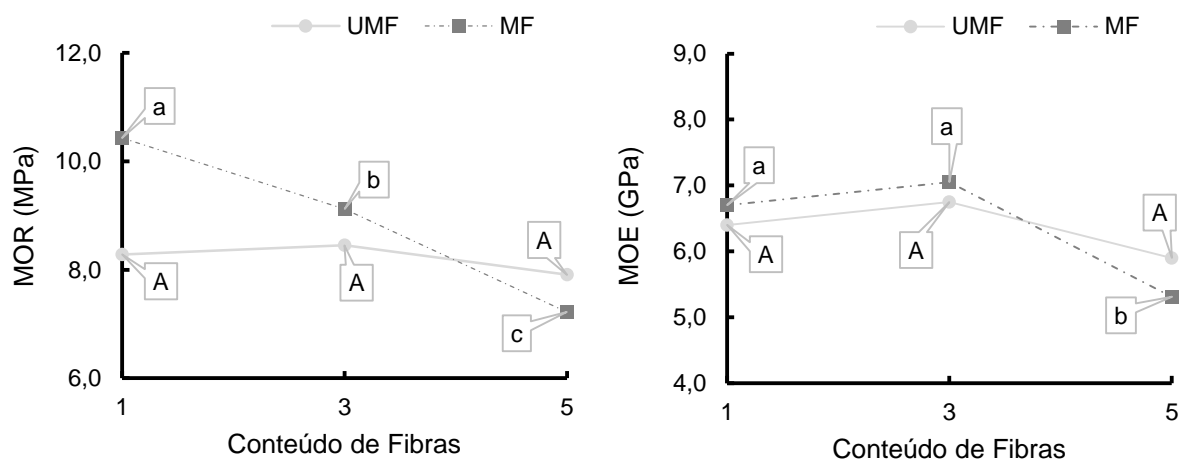 UMF MF
12,0
10,0
8,0
6,0
MOR (MPa)
a
b
c
A
A
A
1 3 5
Conteúdo de Fibras
UMF MF
9,0
8,0
7,0
6,0
5,0
4,0
MOE (GPa)
a
a
b
A
A
A
1 3 5
Conteúdo de Fibras